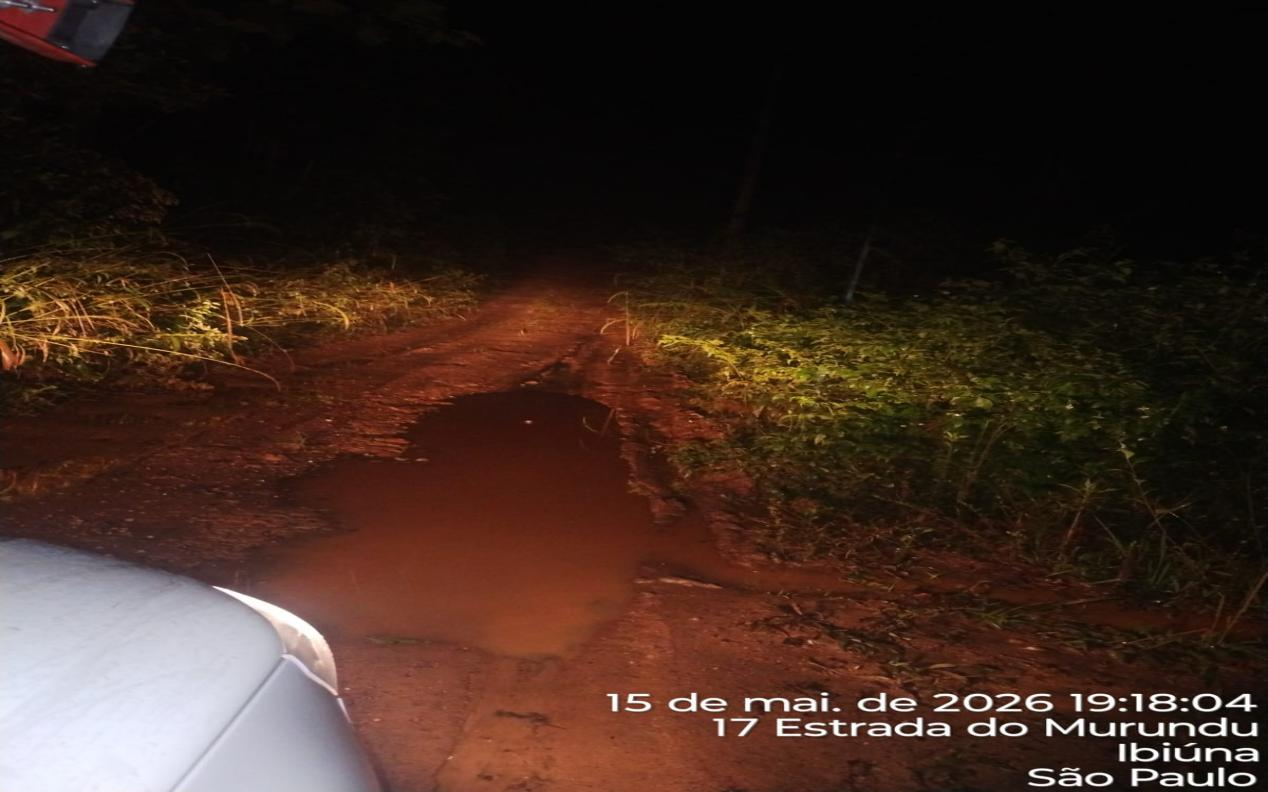 15 de mai. de 2026 19:18:04
17 Estrada do Murundu
Ibiúna
São Paulo